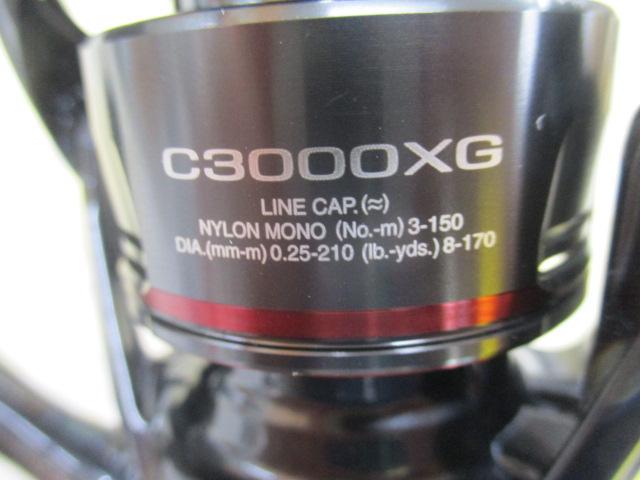 C3000XG
LINE CAP.(≈)
NYLON MONO (No.-m) 3-150
DIA.(mm-m) 0.25-210 (lb.-yds.) 8-170